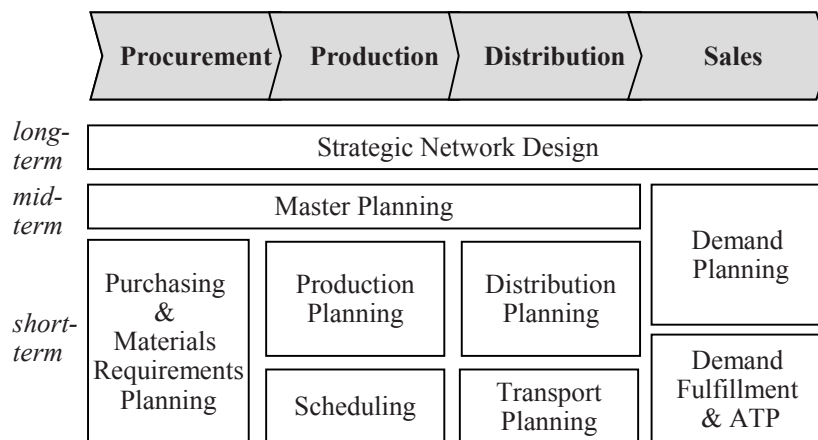 Procurement Production Distribution Sales
long-
term
Strategic Network Design
mid-
term
Master Planning
Demand
Planning
short-
term
Purchasing
&
Materials
Requirements
Planning
Production
Planning
Distribution
Planning
Scheduling
Transport
Planning
Demand
Fulfillment
& ATP